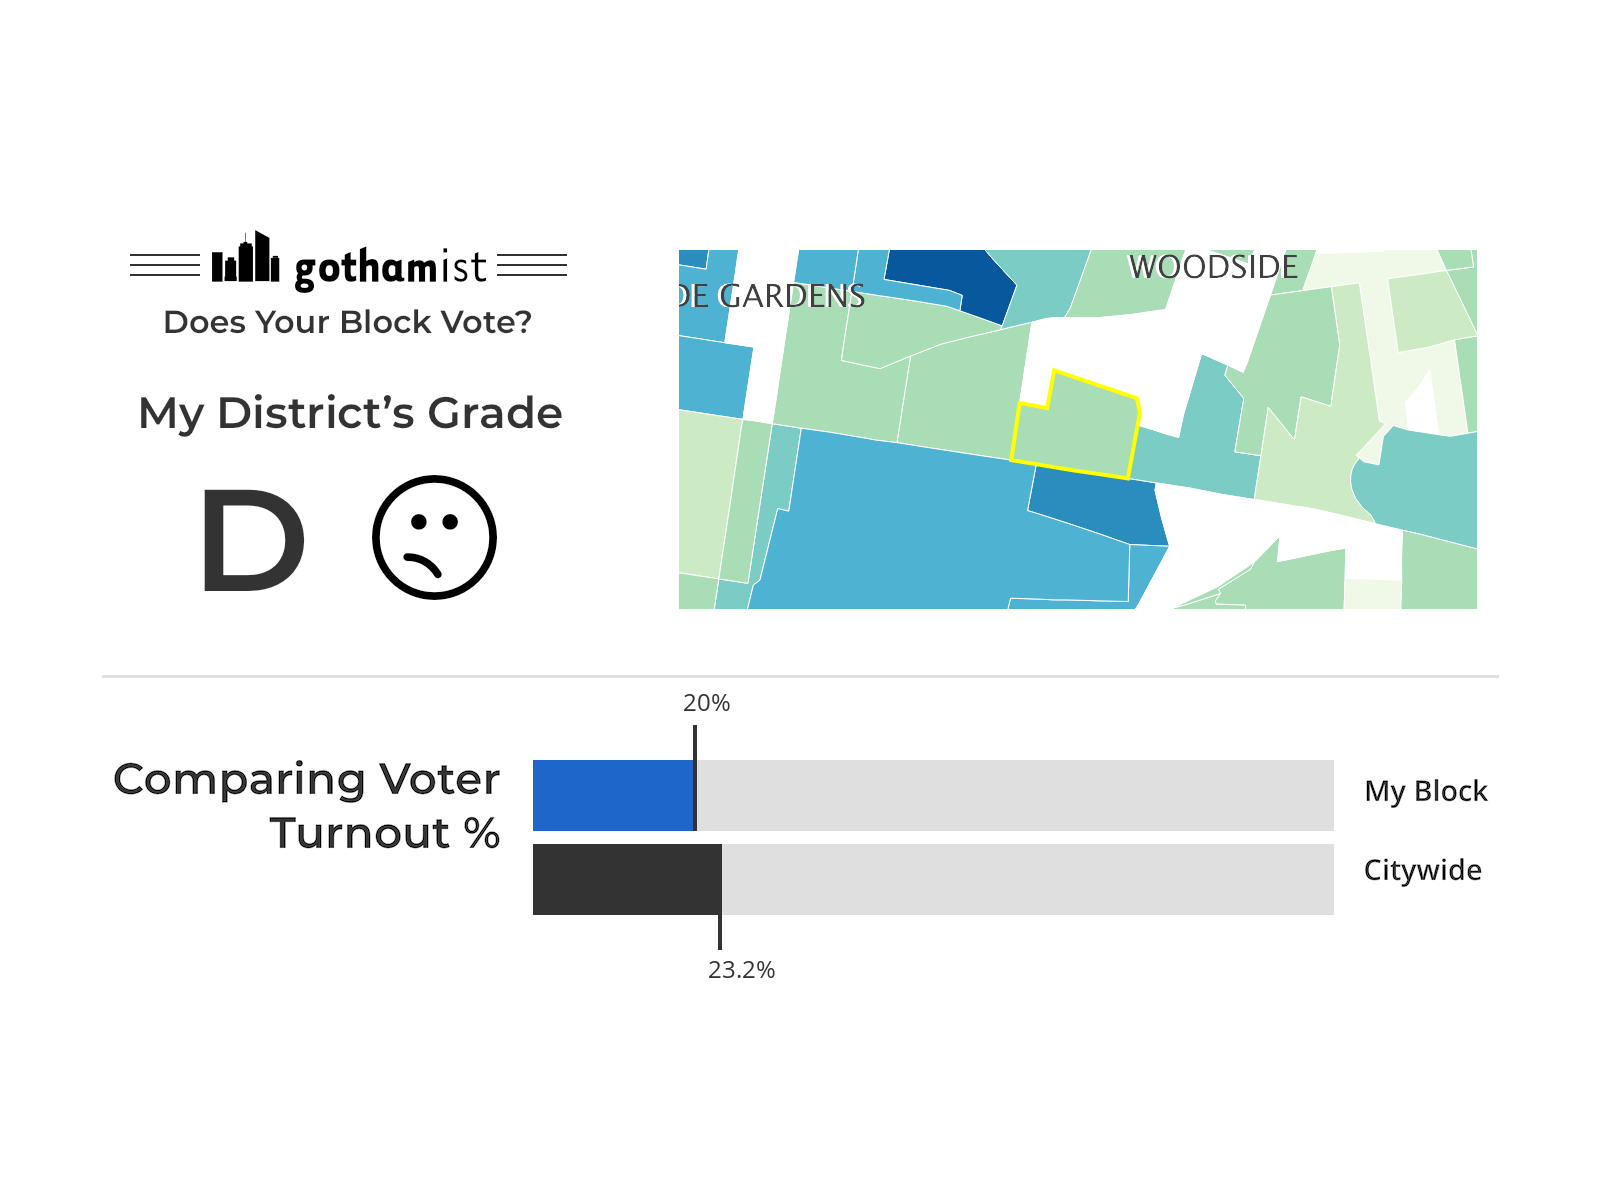 gothamist
Does Your Block Vote?
My District's Grade
D
WOODSIDE
DE GARDENS
20%
Comparing Voter
Turnout %
My Block
Citywide
23.2%